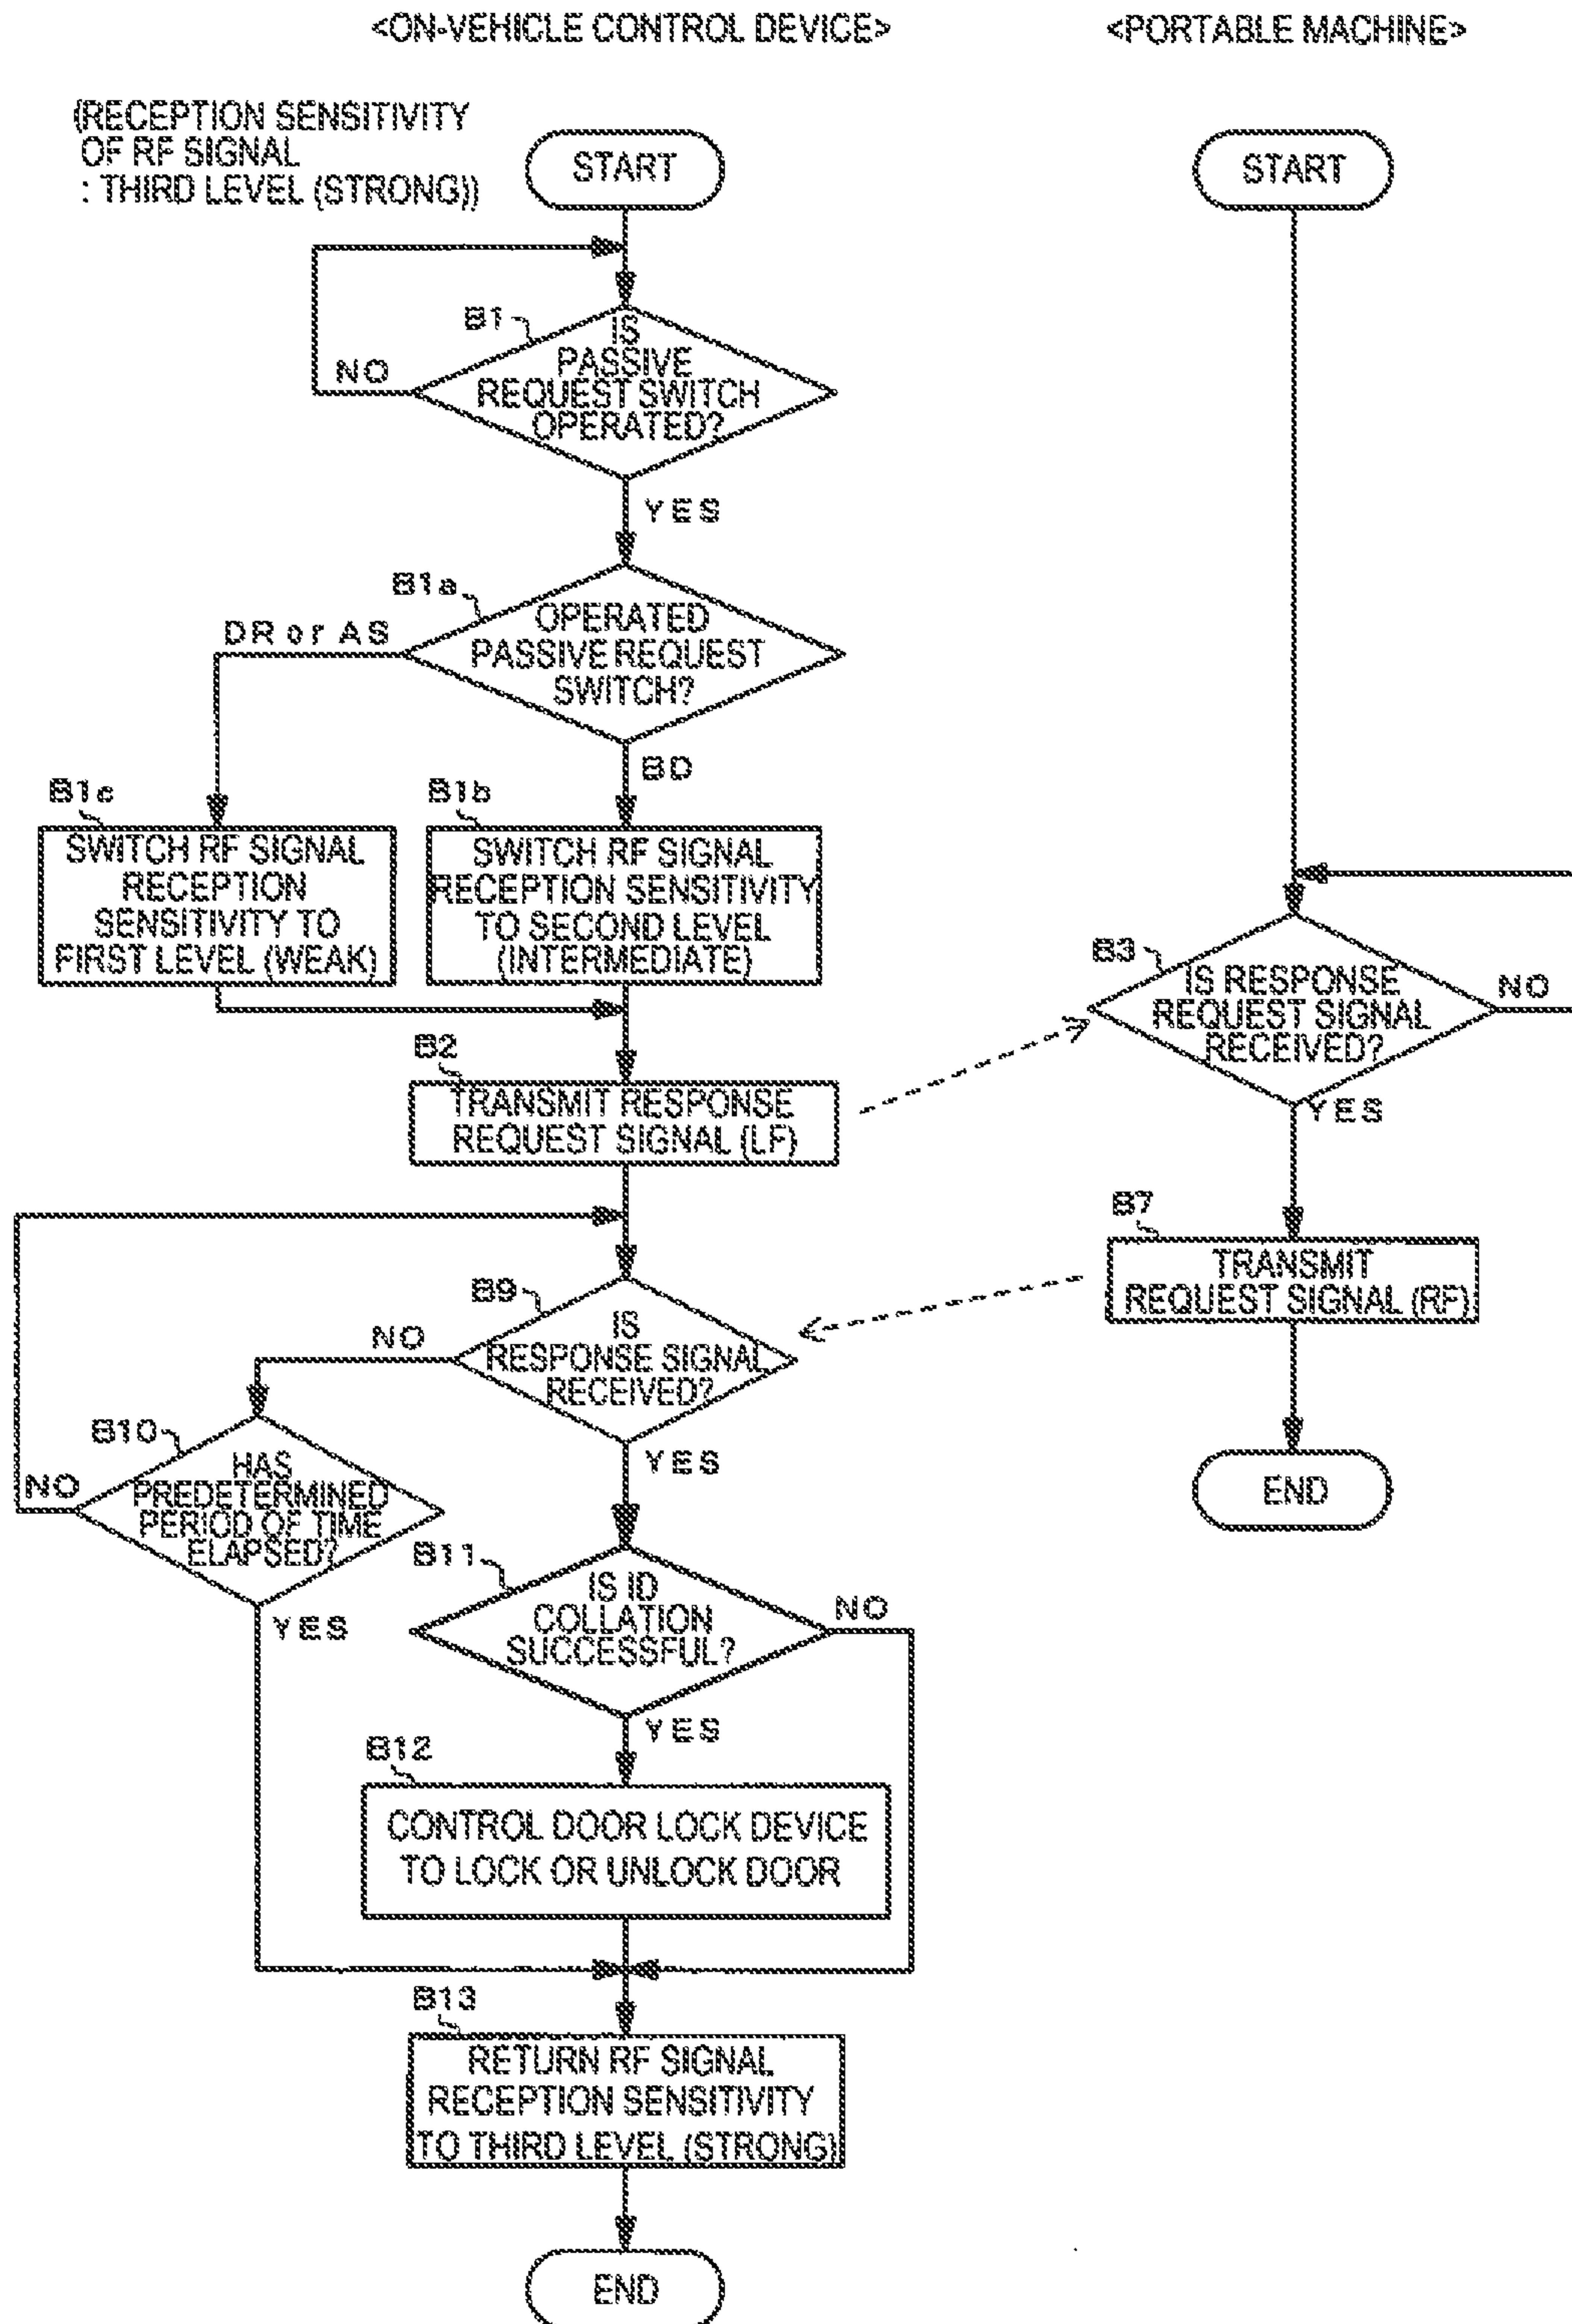 <ON-VEHICLE CONTROL DEVICE>
<PORTABLE MACHINE>
(RECEPTION SENSITIVITY
OF RF SIGNAL
: THIRD LEVEL (STRONG))
START
START
B1
IS
PASSIVE
REQUEST SWITCH
OPERATED?
NO
YES
B1a
OPERATED
PASSIVE REQUEST
SWITCH?
DR or AS
BD
B1c
SWITCH RF SIGNAL
RECEPTION
SENSITIVITY TO
FIRST LEVEL (WEAK)
B1b
SWITCH RF SIGNAL
RECEPTION SENSITIVITY
TO SECOND LEVEL
(INTERMEDIATE)
B3
IS RESPONSE
REQUEST SIGNAL
RECEIVED?
NO
YES
B2
TRANSMIT RESPONSE
REQUEST SIGNAL (LF)
B7
TRANSMIT
REQUEST SIGNAL (RF)
END
B9
IS
RESPONSE SIGNAL
RECEIVED?
NO
YES
B10
HAS
PREDETERMINED
PERIOD OF TIME
ELAPSED?
NO
YES
B11
IS ID
COLLATION
SUCCESSFUL?
NO
YES
B12
CONTROL DOOR LOCK DEVICE
TO LOCK OR UNLOCK DOOR
B13
RETURN RF SIGNAL
RECEPTION SENSITIVITY
TO THIRD LEVEL (STRONG)
END